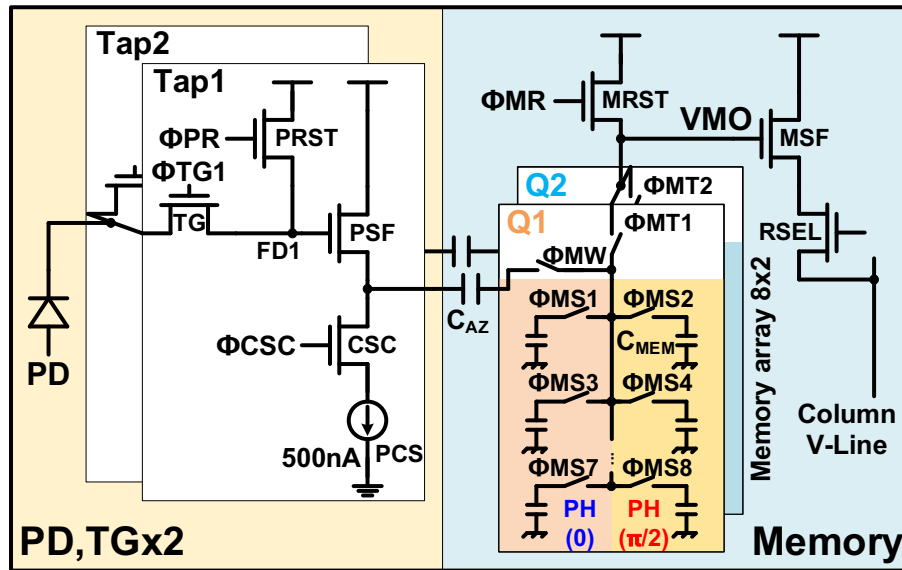 Tap2
Tap1
ΦPR
PRST
ΦTG1
TG
FD1
PSF
ΦCSC
CSC
500nA
PCS
PD
PD,TGx2
C_AZ
ΦMR
MRST
VMO
MSF
RSEL
Q2
ΦMT2
Q1
ΦMT1
ΦMW
ΦMS1
ΦMS2
C_MEM
ΦMS3
ΦMS4
ΦMS7
ΦMS8
PH
(0)
PH
(π/2)
Memory array 8x2
Column
V-Line
Memory